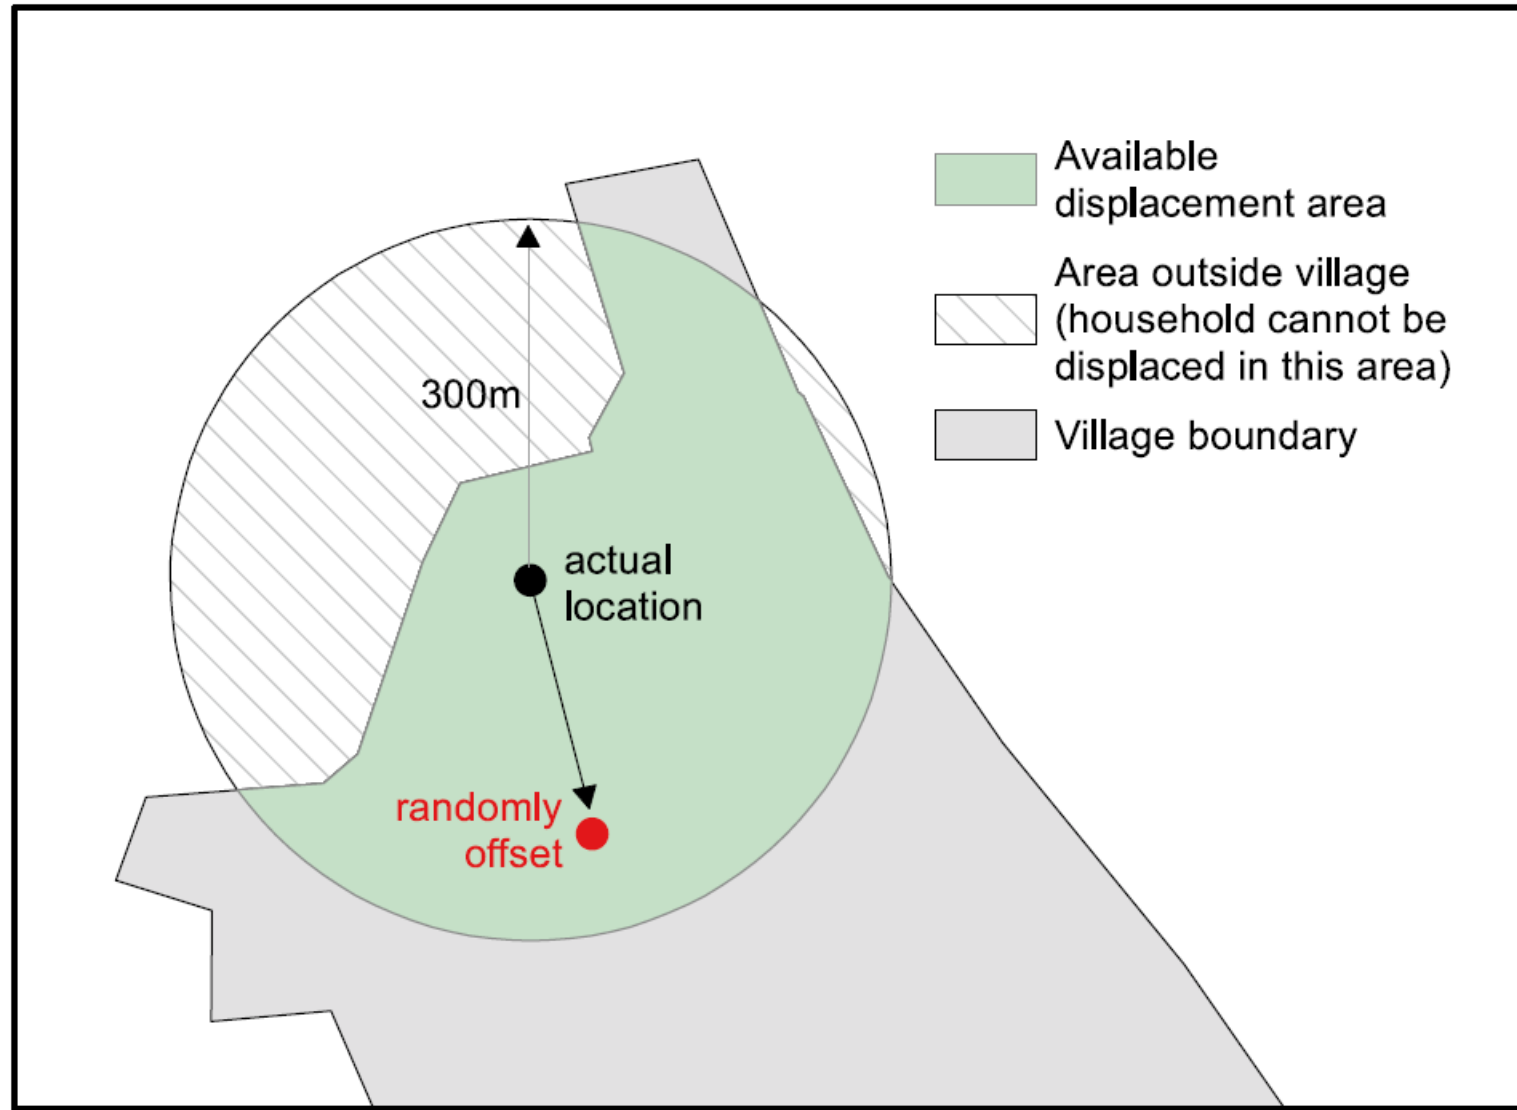 Available
displacement area
Area outside village
(household cannot be
displaced in this area)
Village boundary
300m
actual
location
randomly
offset